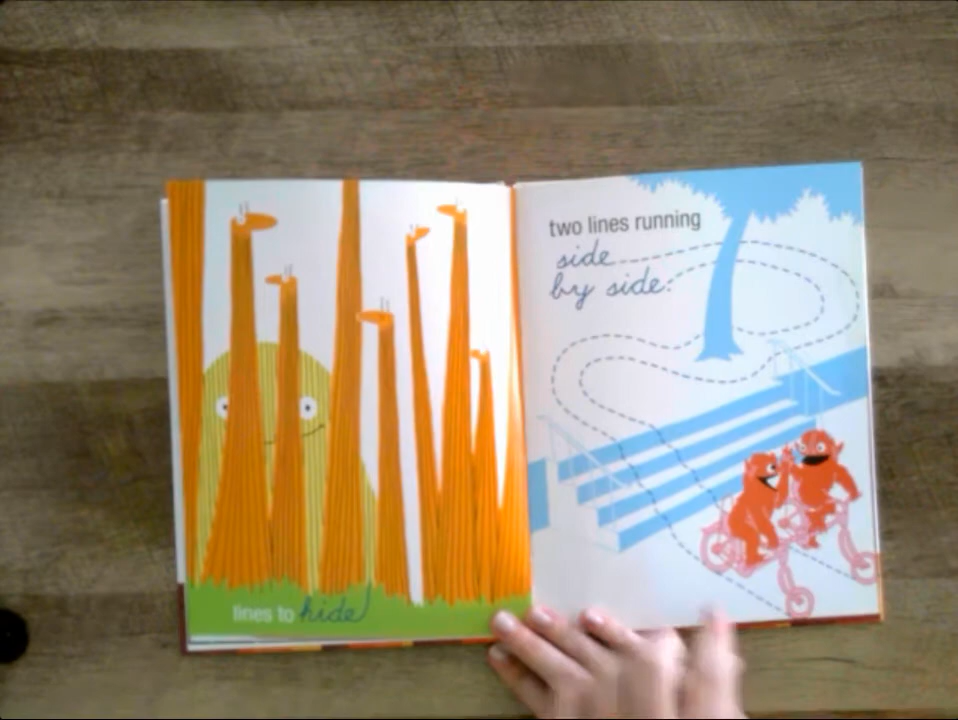 lines to hide
two lines running
side
by side.